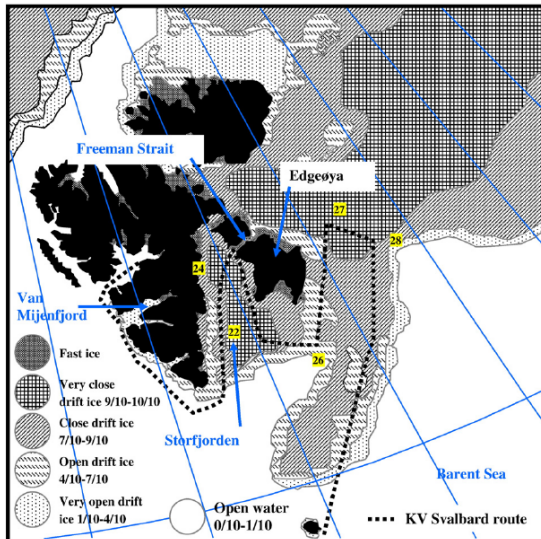 Freeman Strait
Edgeøya
27
28
24
Van
Mijenfjord
22
26
Fast ice
Very close
drift ice 9/10-10/10
Close drift ice
7/10-9/10
Storfjorden
Open drift ice
4/10-7/10
Barent Sea
Very open drift
ice 1/10-4/10
Open water
0/10-1/10
KV Svalbard route